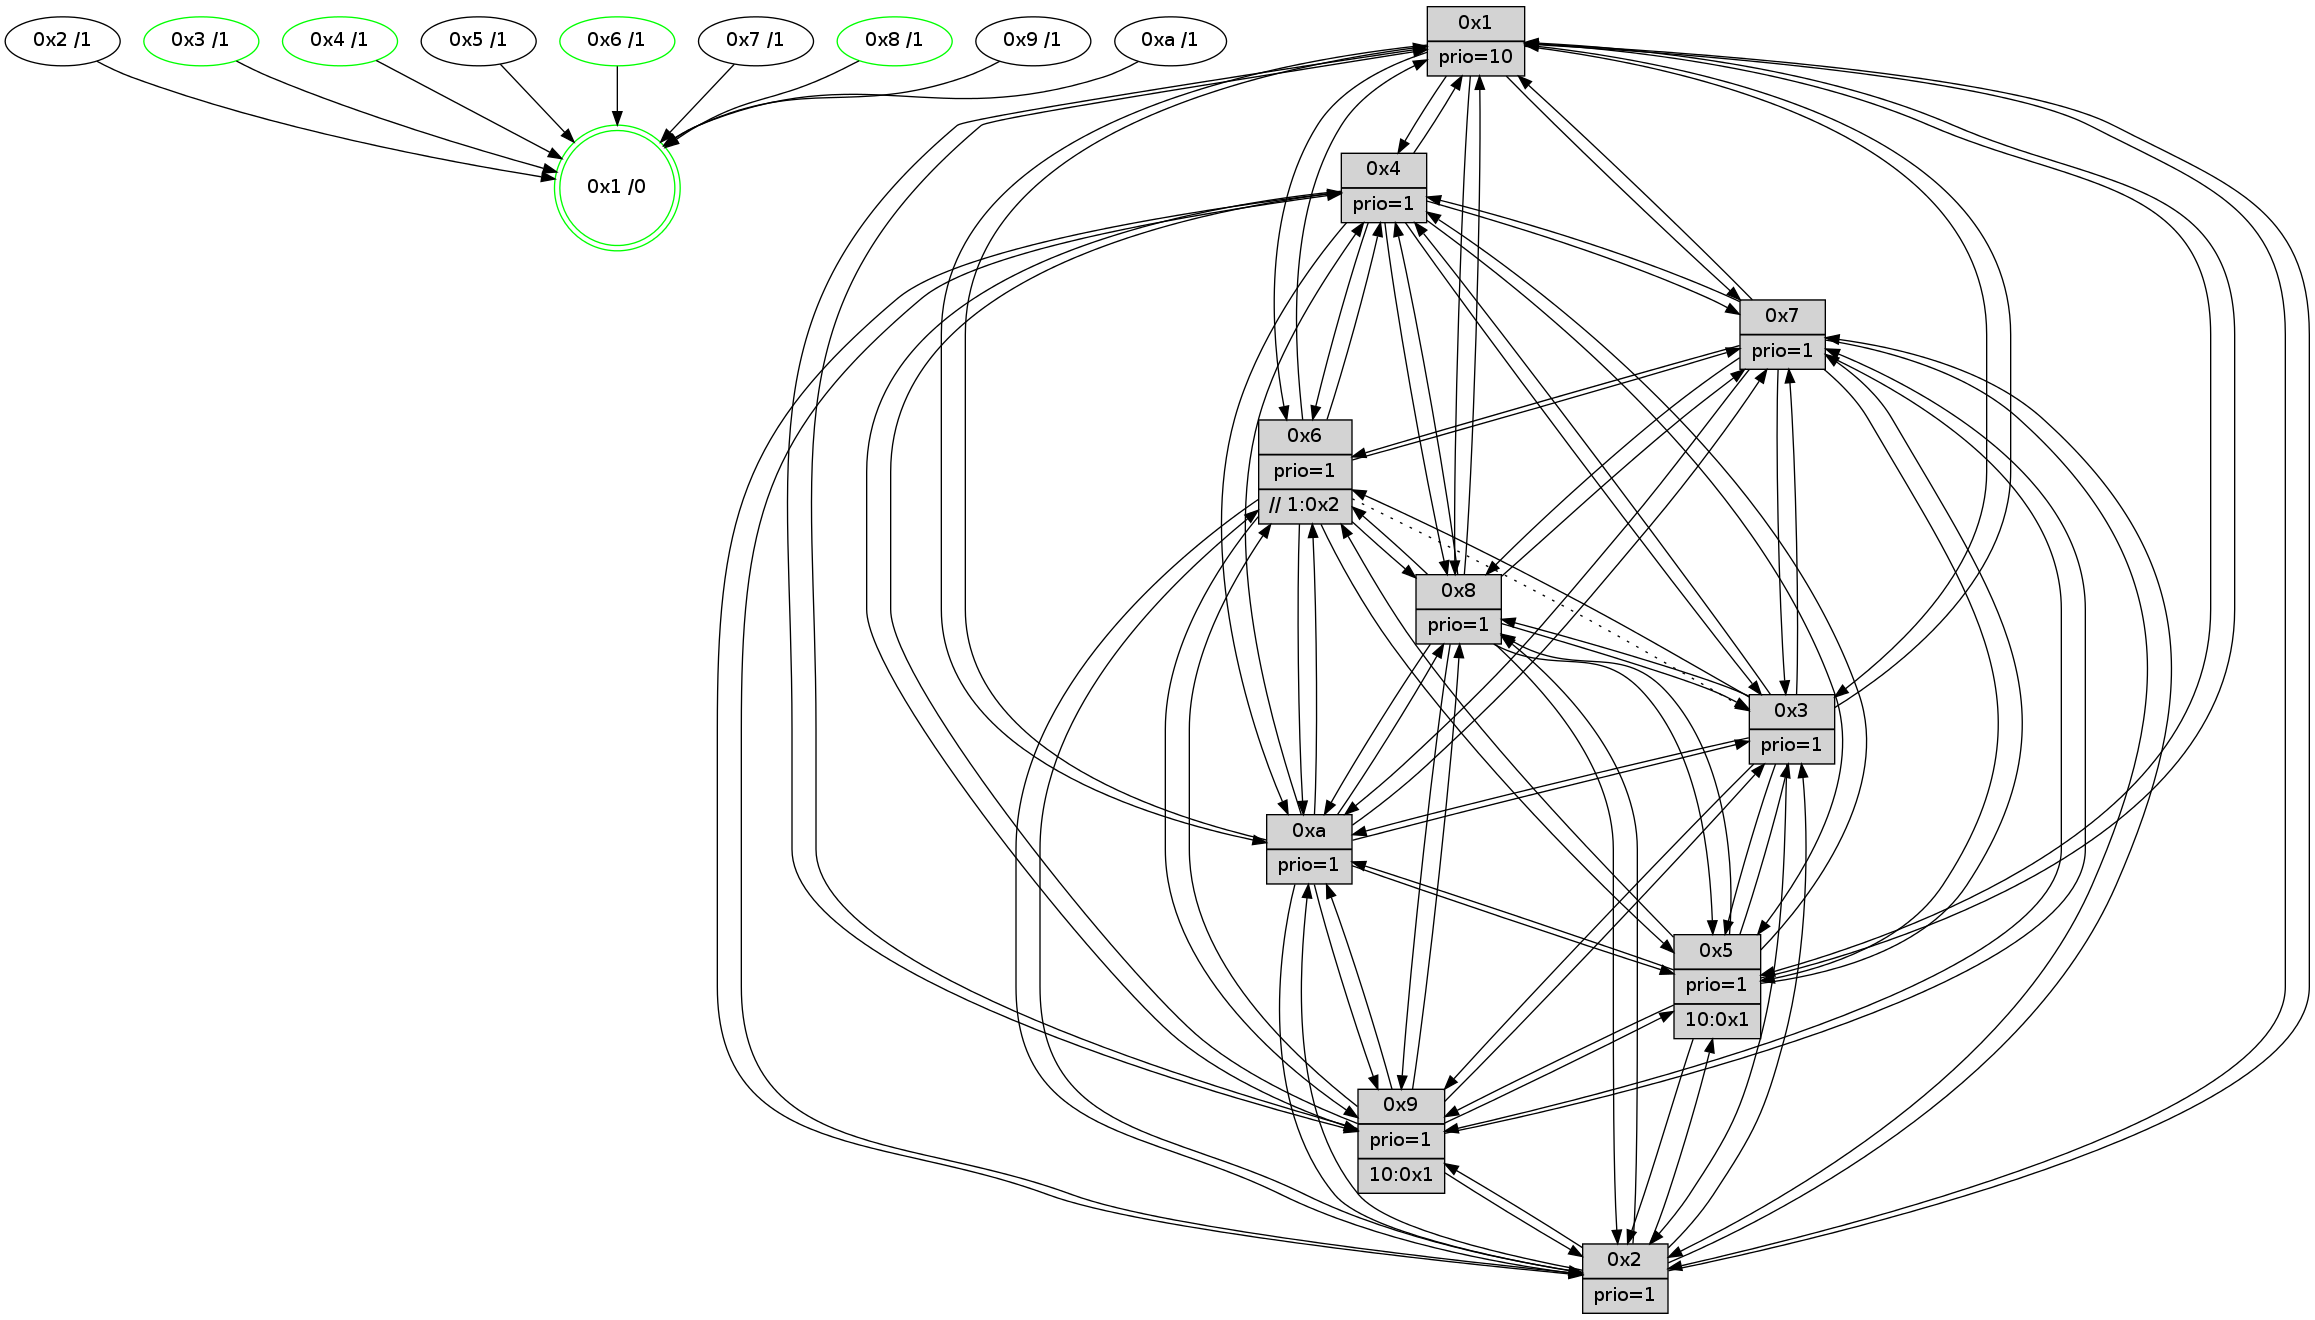 0x2 /1
0x3 /1
0x4 /1
0x5 /1
0x6 /1
0x7 /1
0x8 /1
0x9 /1
0xa /1
0x1 /0
0x1
prio=10
0x4
prio=1
0x7
prio=1
0x6
prio=1
// 1:0x2
0x8
prio=1
0x3
prio=1
0xa
prio=1
0x5
prio=1
10:0x1
0x9
prio=1
10:0x1
0x2
prio=1